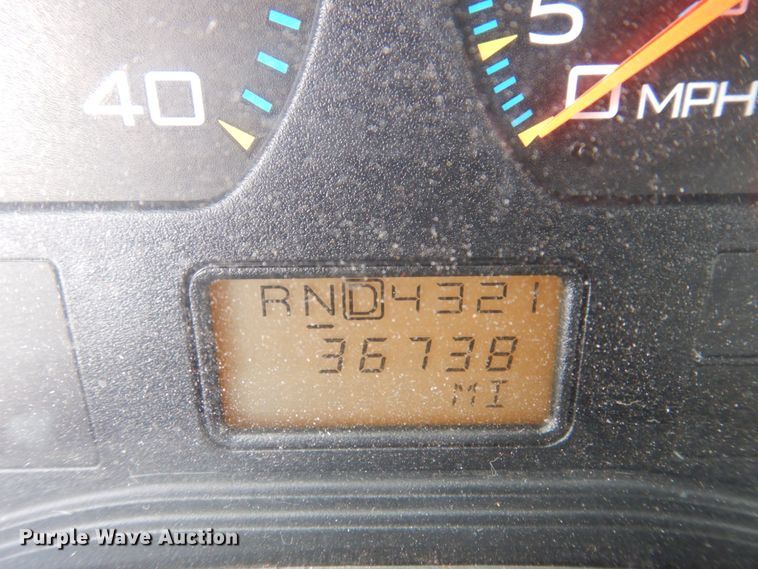 40
5
0 MPH
RND4321
36738
MI
Purple Wave Auction